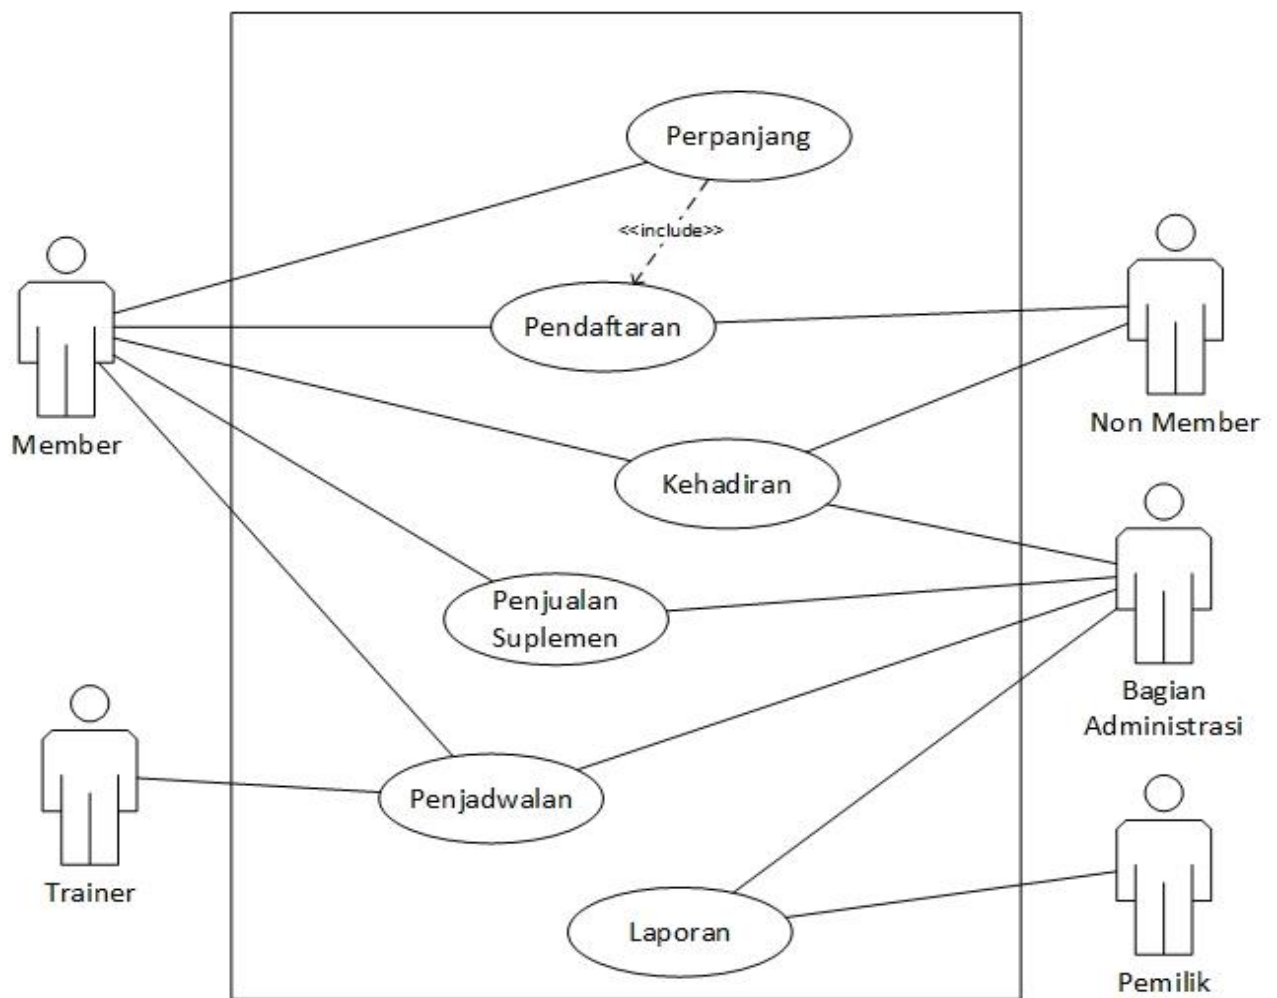 Perpanjang
<<include>>
Pendaftaran
Member
Non Member
Kehadiran
Penjualan
Suplemen
Bagian
Administrasi
Penjadwalan
Trainer
Laporan
Pemilik